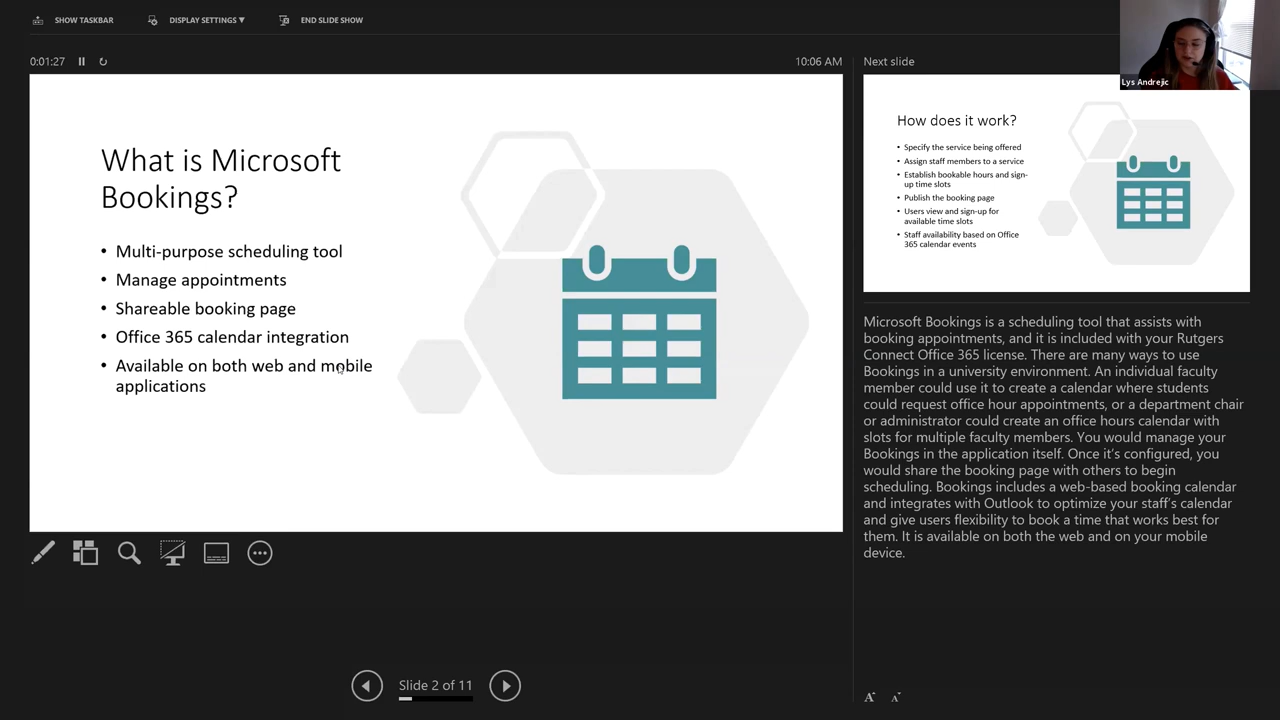 SHOW TASKBAR
DISPLAY SETTINGS ▼
END SLIDE SHOW
0:01:27
10:06 AM
What is Microsoft
Bookings?
• Multi-purpose scheduling tool
• Manage appointments
• Shareable booking page
• Office 365 calendar integration
• Available on both web and mobile
applications
Slide 2 of 11
Next slide
Lys Andrejic
How does it work?
• Specify the service being offered
• Assign staff members to a service
• Establish bookable hours and sign-
up time slots
• Publish the booking page
• Users view and sign-up for
available time slots
• Staff availability based on Office
365 calendar events
Microsoft Bookings is a scheduling tool that assists with
booking appointments, and it is included with your Rutgers
Connect Office 365 license. There are many ways to use
Bookings in a university environment. An individual faculty
member could use it to create a calendar where students
could request office hour appointments, or a department chair
or administrator could create an office hours calendar with
slots for multiple faculty members. You would manage your
Bookings in the application itself. Once it's configured, you
would share the booking page with others to begin
scheduling. Bookings includes a web-based booking calendar
and integrates with Outlook to optimize your staff's calendar
and give users flexibility to book a time that works best for
them. It is available on both the web and on your mobile
device.
A A